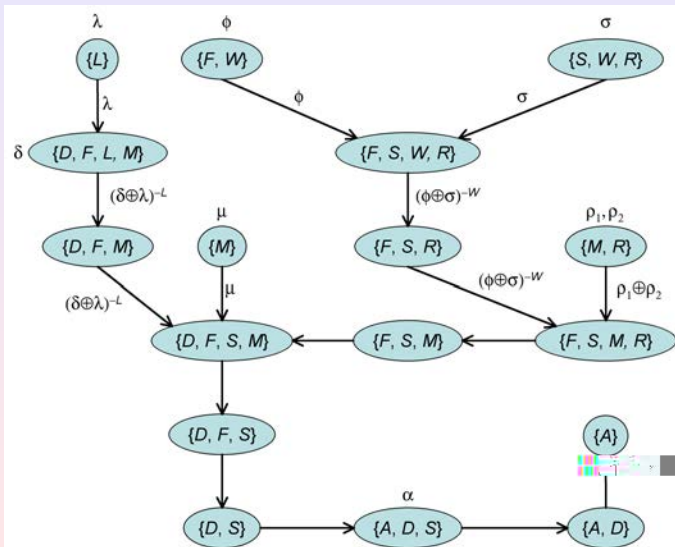 λ
ϕ
σ
{L}
{F, W}
{S, W, R}
λ
ϕ
σ
δ
{D, F, L, M}
{F, S, W, R}
(δ⊕λ)⁻ᴸ
(ϕ⊕σ)⁻ᵂ
μ
ρ₁, ρ₂
{D, F, M}
{M}
{F, S, R}
{M, R}
(δ⊕λ)⁻ᴸ
μ
(ϕ⊕σ)⁻ᵂ
ρ₁⊕ρ₂
{D, F, S, M}
{F, S, M}
{F, S, M, R}
{D, F, S}
{A}
α
{D, S}
{A, D, S}
{A, D}